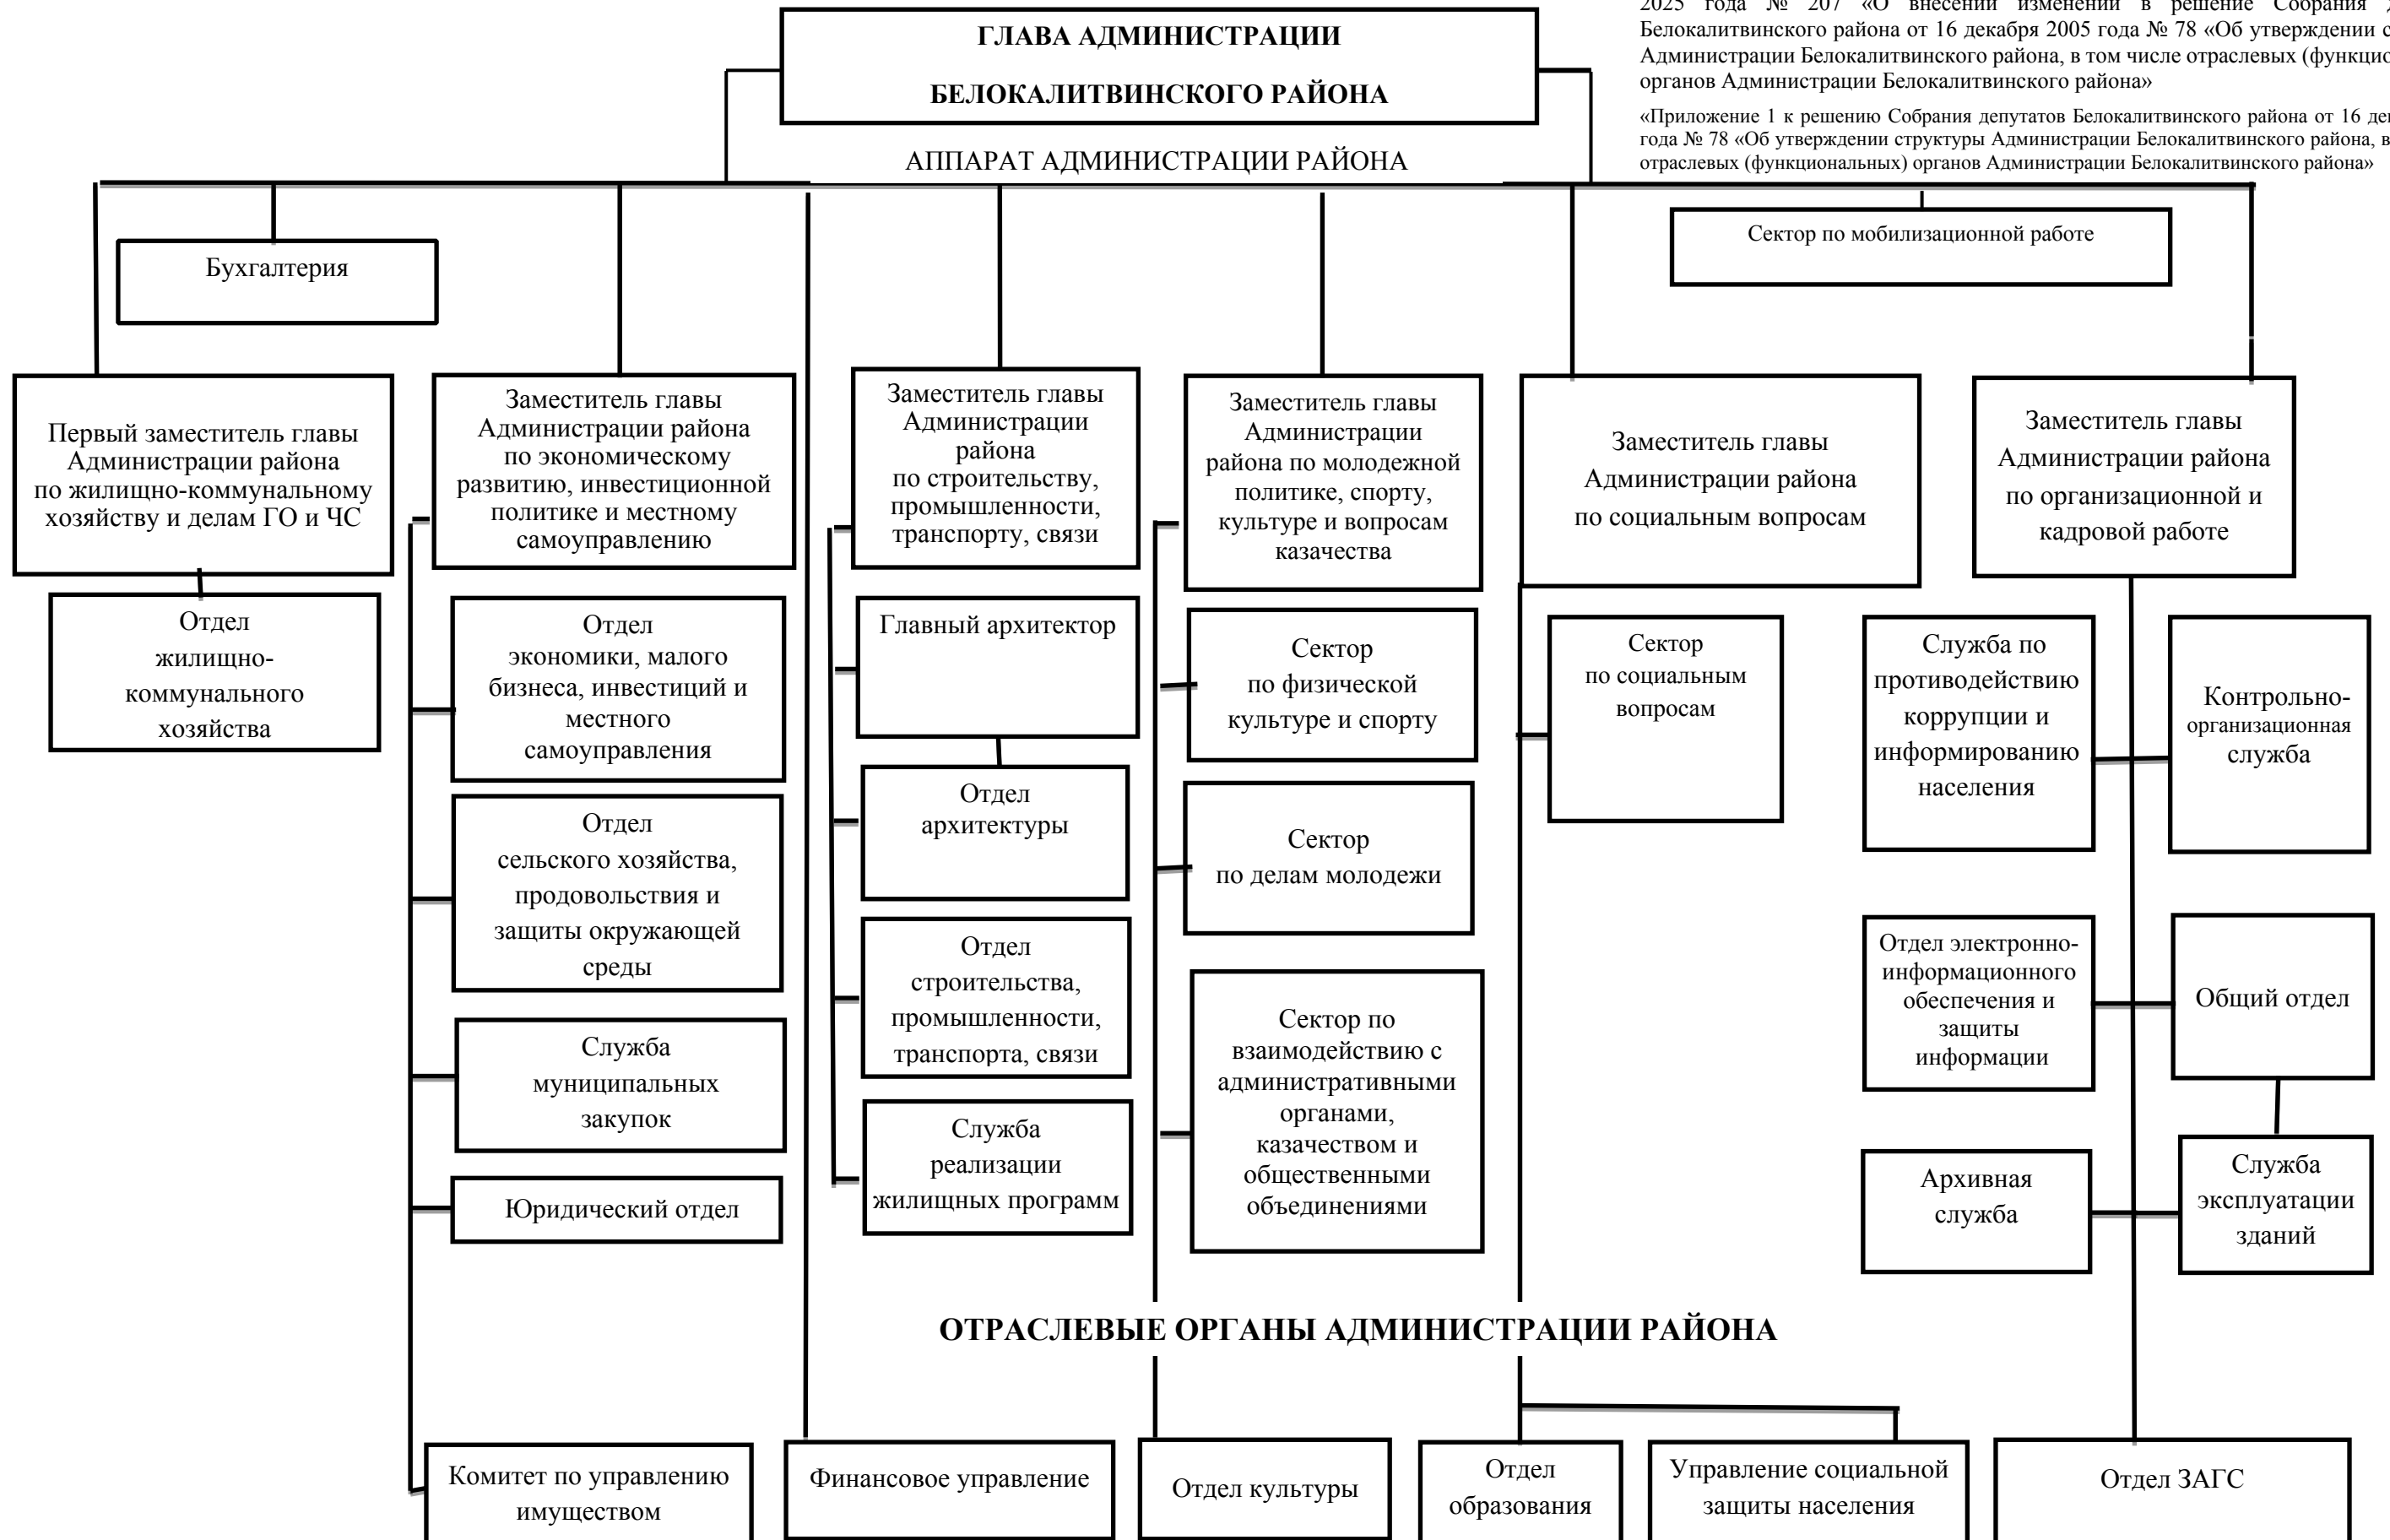 2025 года № 207 «О внесении изменений в решение Собрания
Белокалитвинского района от 16 декабря 2005 года № 78 «Об утверждении
Администрации Белокалитвинского района, в том числе отраслевых
органов Администрации Белокалитвинского района»
«Приложение 1 к решению Собрания депутатов Белокалитвинского района от 16
года № 78 «Об утверждении структуры Администрации Белокалитвинского района, в
отраслевых (функциональных) органов Администрации Белокалитвинского района»
ГЛАВА АДМИНИСТРАЦИИ
БЕЛОКАЛИТВИНСКОГО РАЙОНА
АППАРАТ АДМИНИСТРАЦИИ РАЙОНА
Бухгалтерия
Сектор по мобилизационной работе
Первый заместитель главы
Администрации района
по жилищно-коммунальному
хозяйству и делам ГО и ЧС
Отдел
жилищно-
коммунального
хозяйства
Заместитель главы
Администрации района
по экономическому
развитию, инвестиционной
политике и местному
самоуправлению
Отдел
экономики, малого
бизнеса, инвестиций и
местного
самоуправления
Отдел
сельского хозяйства,
продовольствия и
защиты окружающей
среды
Служба
муниципальных
закупок
Юридический отдел
Заместитель главы
Администрации
района
по строительству,
промышленности,
транспорту, связи
Главный архитектор
Отдел
архитектуры
Отдел
строительства,
промышленности,
транспорта, связи
Служба
реализации
жилищных программ
Заместитель главы
Администрации
района по молодежной
политике, спорту,
культуре и вопросам
казачества
Сектор
по физической
культуре и спорту
Сектор
по делам молодежи
Сектор по
взаимодействию с
административными
органами,
казачеством и
общественными
объединениями
Заместитель главы
Администрации района
по социальным вопросам
Сектор
по социальным
вопросам
Заместитель главы
Администрации района
по организационной и
кадровой работе
Служба по
противодействию
коррупции и
информированию
населения
Контрольно-
организационная
служба
Отдел электронно-
информационного
обеспечения и
защиты
информации
Общий отдел
Архивная
служба
Служба
эксплуатации
зданий
ОТРАСЛЕВЫЕ ОРГАНЫ АДМИНИСТРАЦИИ РАЙОНА
Комитет по управлению
имуществом
Финансовое управление
Отдел культуры
Отдел
образования
Управление социальной
защиты населения
Отдел ЗАГС